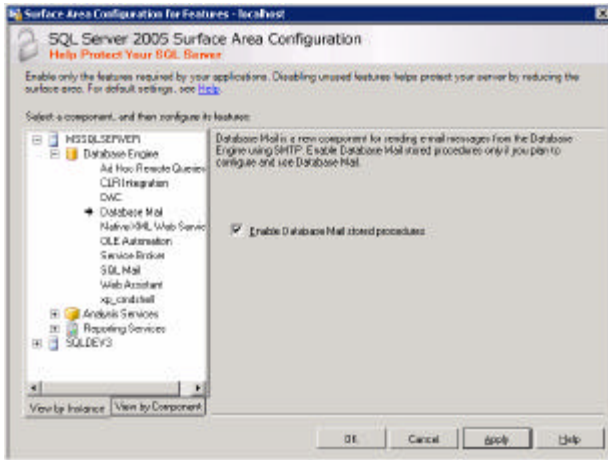 Surface Area Configuration for Features - localhost
SQL Server 2005 Surface Area Configuration
Help Protect Your SQL Server
Enable only the features required by your applications. Disabling unused features helps protect your server by reducing the
surface area. For default settings, see Help.
Select a component, and then configure its features:
MSSQLSERVER
Database Engine
Ad Hoc Remote Queries
CLR Integration
DAC
Database Mail
Native XML Web Servic
OLE Automation
Service Broker
SQL Mail
Web Assistant
xp_cmdshell
Analysis Services
Reporting Services
SQLDEV3
View by Instance
View by Component
Database Mail is a new component for sending e-mail messages from the Database
Engine using SMTP. Enable Database Mail stored procedures only if you plan to
configure and use Database Mail.
Enable Database Mail stored procedures
OK
Cancel
Apply
Help